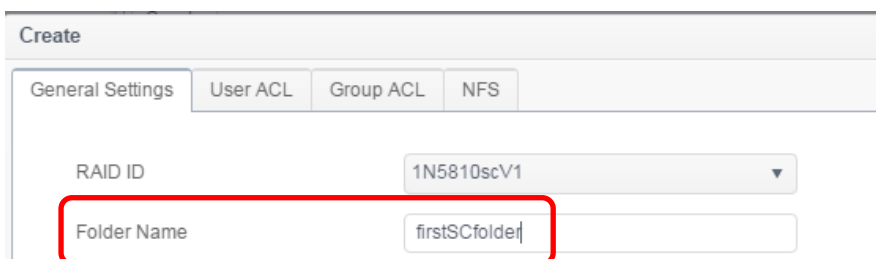 Create
General Settings User ACL Group ACL NFS
RAID ID 1N5810scV1
Folder Name firstSCfolder